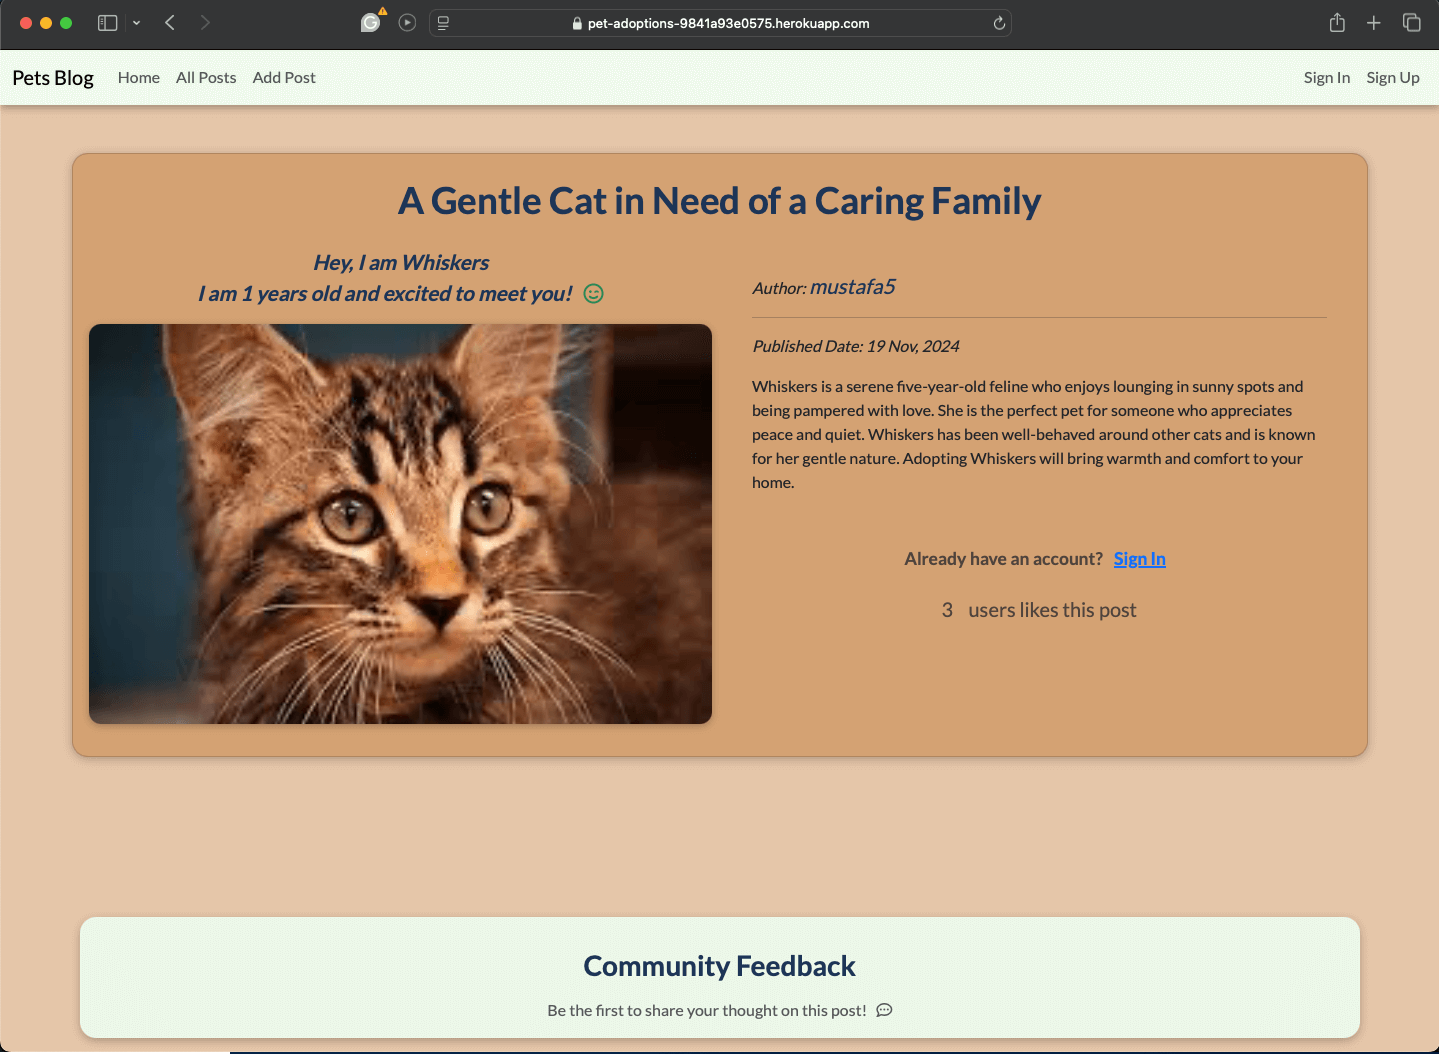 pet-adoptions-9841a93e0575.herokuapp.com
Pets Blog Home All Posts Add Post Sign In Sign Up
A Gentle Cat in Need of a Caring Family
Hey, I am Whiskers
I am 1 years old and excited to meet you!
Author: mustafa5
Published Date: 19 Nov, 2024
Whiskers is a serene five-year-old feline who enjoys lounging in sunny spots and
being pampered with love. She is the perfect pet for someone who appreciates
peace and quiet. Whiskers has been well-behaved around other cats and is known
for her gentle nature. Adopting Whiskers will bring warmth and comfort to your
home.
Already have an account? Sign In
3 users likes this post
Community Feedback
Be the first to share your thought on this post!